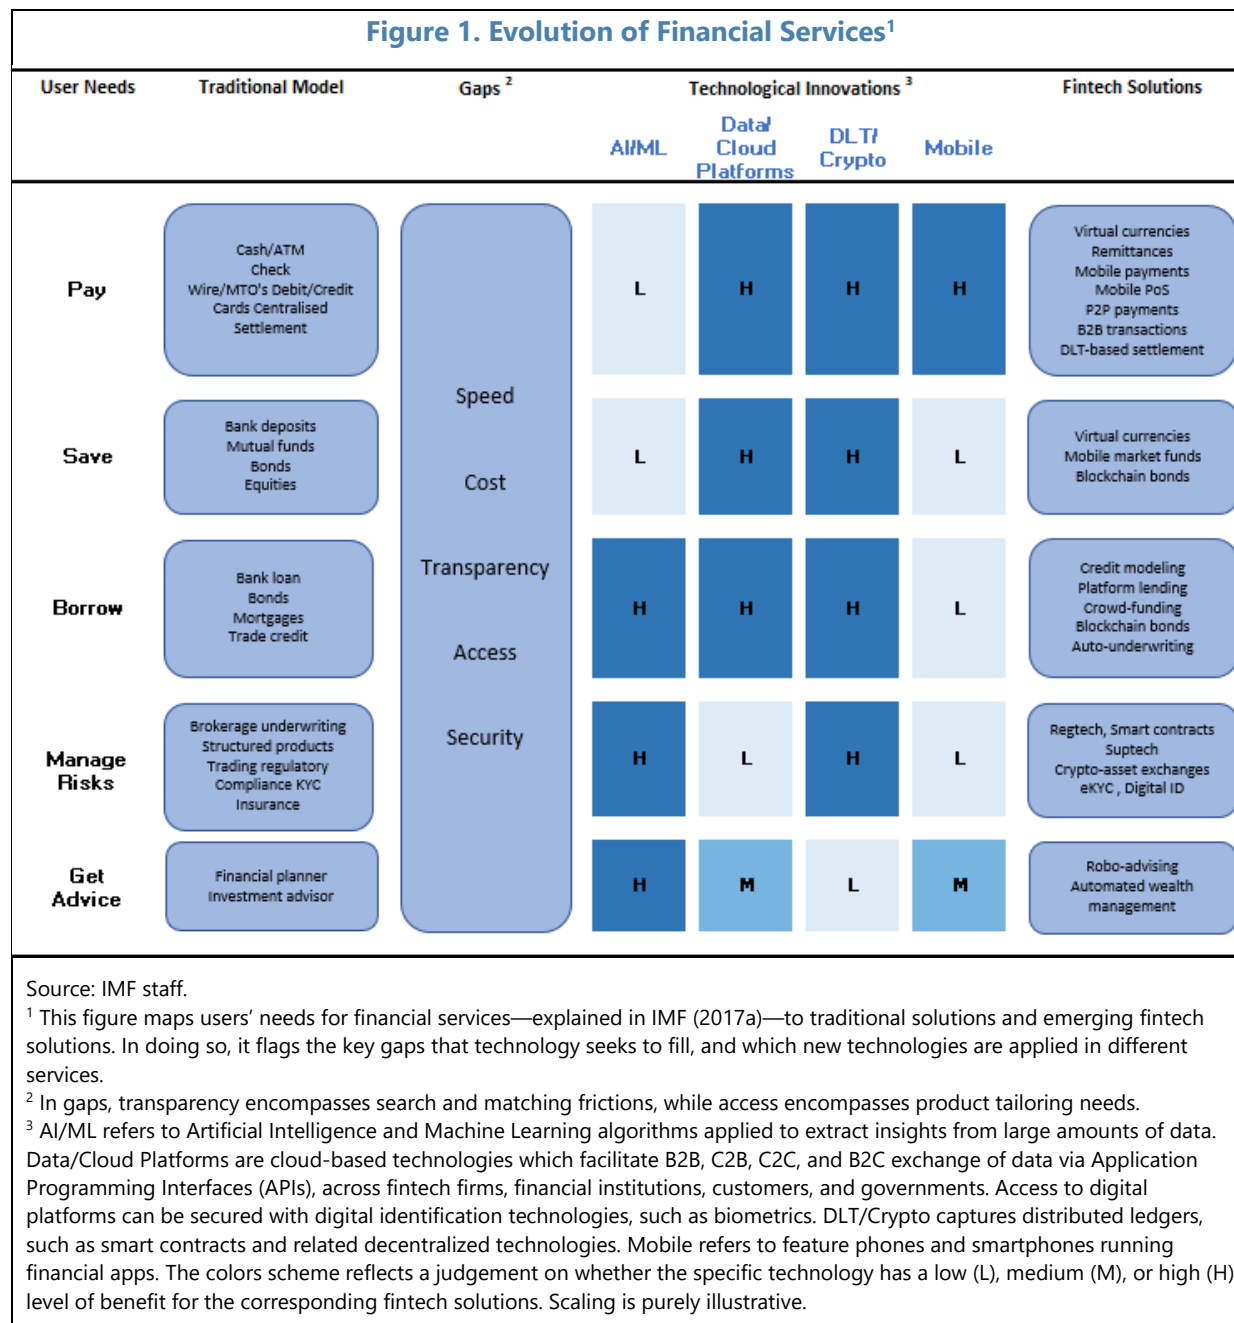 Figure 1. Evolution of Financial Services¹
User Needs
Traditional Model
Gaps ²
Technological Innovations ³
Fintech Solutions
AI/ML
Data/
Cloud
Platforms
DLT/
Crypto
Mobile
Pay
Cash/ATM
Check
Wire/MTO's Debit/Credit
Cards Centralised
Settlement
L
H
H
H
Virtual currencies
Remittances
Mobile payments
Mobile PoS
P2P payments
B2B transactions
DLT-based settlement
Speed
Cost
Transparency
Access
Security
Save
Bank deposits
Mutual funds
Bonds
Equities
L
H
H
L
Virtual currencies
Mobile market funds
Blockchain bonds
Borrow
Bank loan
Bonds
Mortgages
Trade credit
H
H
H
L
Credit modeling
Platform lending
Crowd-funding
Blockchain bonds
Auto-underwriting
Manage
Risks
Brokerage underwriting
Structured products
Trading regulatory
Compliance KYC
Insurance
H
L
H
L
Regtech, Smart contracts
Suptech
Crypto-asset exchanges
eKYC , Digital ID
Get
Advice
Financial planner
Investment advisor
H
M
L
M
Robo-advising
Automated wealth
management
Source: IMF staff.
¹ This figure maps users’ needs for financial services—explained in IMF (2017a)—to traditional solutions and emerging fintech
solutions. In doing so, it flags the key gaps that technology seeks to fill, and which new technologies are applied in different
services.
² In gaps, transparency encompasses search and matching frictions, while access encompasses product tailoring needs.
³ AI/ML refers to Artificial Intelligence and Machine Learning algorithms applied to extract insights from large amounts of data.
Data/Cloud Platforms are cloud-based technologies which facilitate B2B, C2B, C2C, and B2C exchange of data via Application
Programming Interfaces (APIs), across fintech firms, financial institutions, customers, and governments. Access to digital
platforms can be secured with digital identification technologies, such as biometrics. DLT/Crypto captures distributed ledgers,
such as smart contracts and related decentralized technologies. Mobile refers to feature phones and smartphones running
financial apps. The colors scheme reflects a judgement on whether the specific technology has a low (L), medium (M), or high (H)
level of benefit for the corresponding fintech solutions. Scaling is purely illustrative.